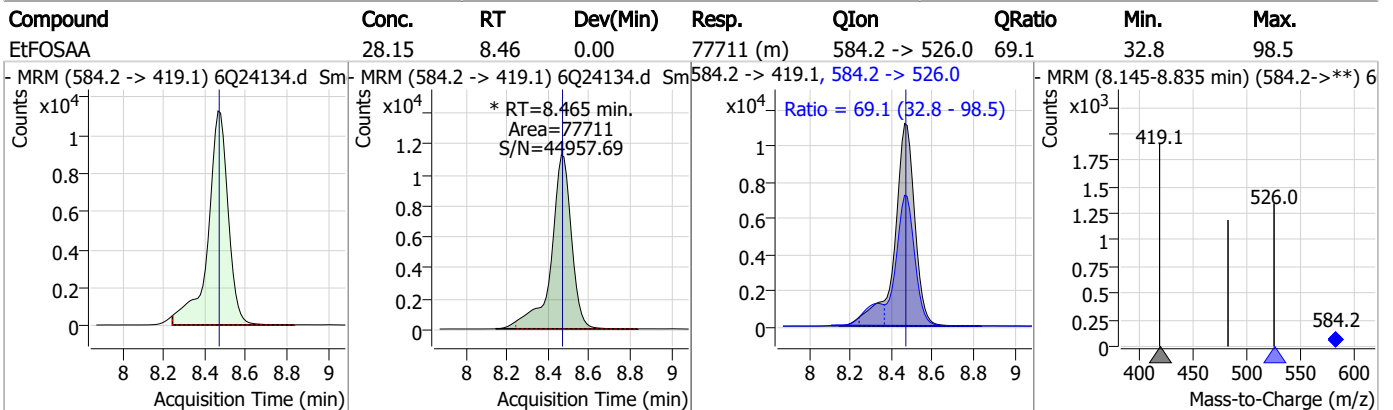 Compound Conc. RT Dev(Min) Resp. QIon QRatio Min. Max.
EtFOSAA 28.15 8.46 0.00 77711 (m) 584.2 -> 526.0 69.1 32.8 98.5
- MRM (584.2 -> 419.1) 6Q24134.d Sm
Counts
x10⁴
1
0.8
0.6
0.4
0.2
0
8 8.2 8.4 8.6 8.8 9
Acquisition Time (min)
- MRM (584.2 -> 419.1) 6Q24134.d Sm
Counts
x10⁴
* RT=8.465 min.
Area=77711
S/N=44957.69
1.2
1
0.8
0.6
0.4
0.2
0
8 8.2 8.4 8.6 8.8 9
Acquisition Time (min)
584.2 -> 419.1, 584.2 -> 526.0
Counts
x10⁴
Ratio = 69.1 (32.8 - 98.5)
1
0.8
0.6
0.4
0.2
0
8 8.2 8.4 8.6 8.8 9
Acquisition Time (min)
- MRM (8.145-8.835 min) (584.2->**) 6
Counts
x10³
419.1
526.0
584.2
1.75
1.5
1.25
1
0.75
0.5
0.25
0
400 450 500 550 600
Mass-to-Charge (m/z)